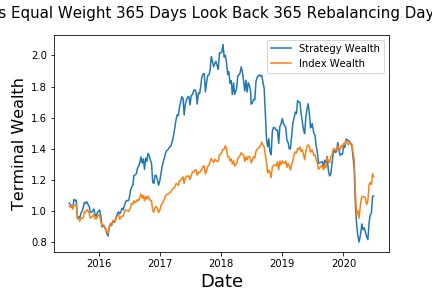 s Equal Weight 365 Days Look Back 365 Rebalancing Day
Strategy Wealth
Index Wealth
Terminal Wealth
2.0
1.8
1.6
1.4
1.2
1.0
0.8
2016
2017
2018
2019
2020
Date